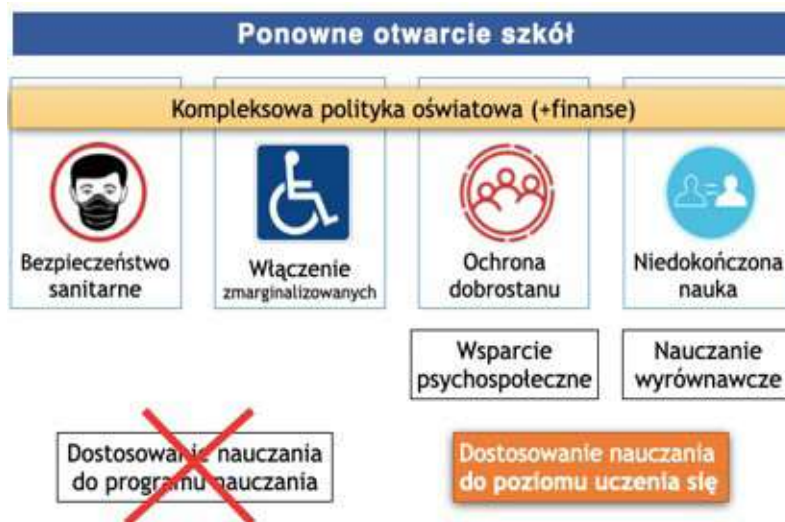 Ponowne otwarcie szkół
Kompleksowa polityka oświatowa (+finanse)
Bezpieczeństwo
sanitarne
Włączenie
zmarginalizowanych
Ochrona
dobrostanu
Niedokończona
nauka
Wsparcie
psychospołeczne
Nauczanie
wyrównawcze
Dostosowanie nauczania
do programu nauczania
Dostosowanie nauczania
do poziomu uczenia się